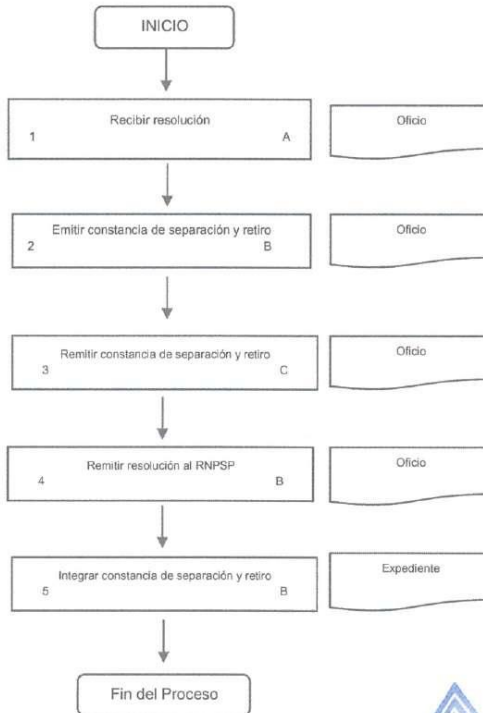 INICIO
Recibir resolución
1 A
Oficio
Emitir constancia de separación y retiro
2 B
Oficio
Remitir constancia de separación y retiro
3 C
Oficio
Remitir resolución al RNPSP
4 B
Oficio
Integrar constancia de separación y retiro
5 B
Expediente
Fin del Proceso